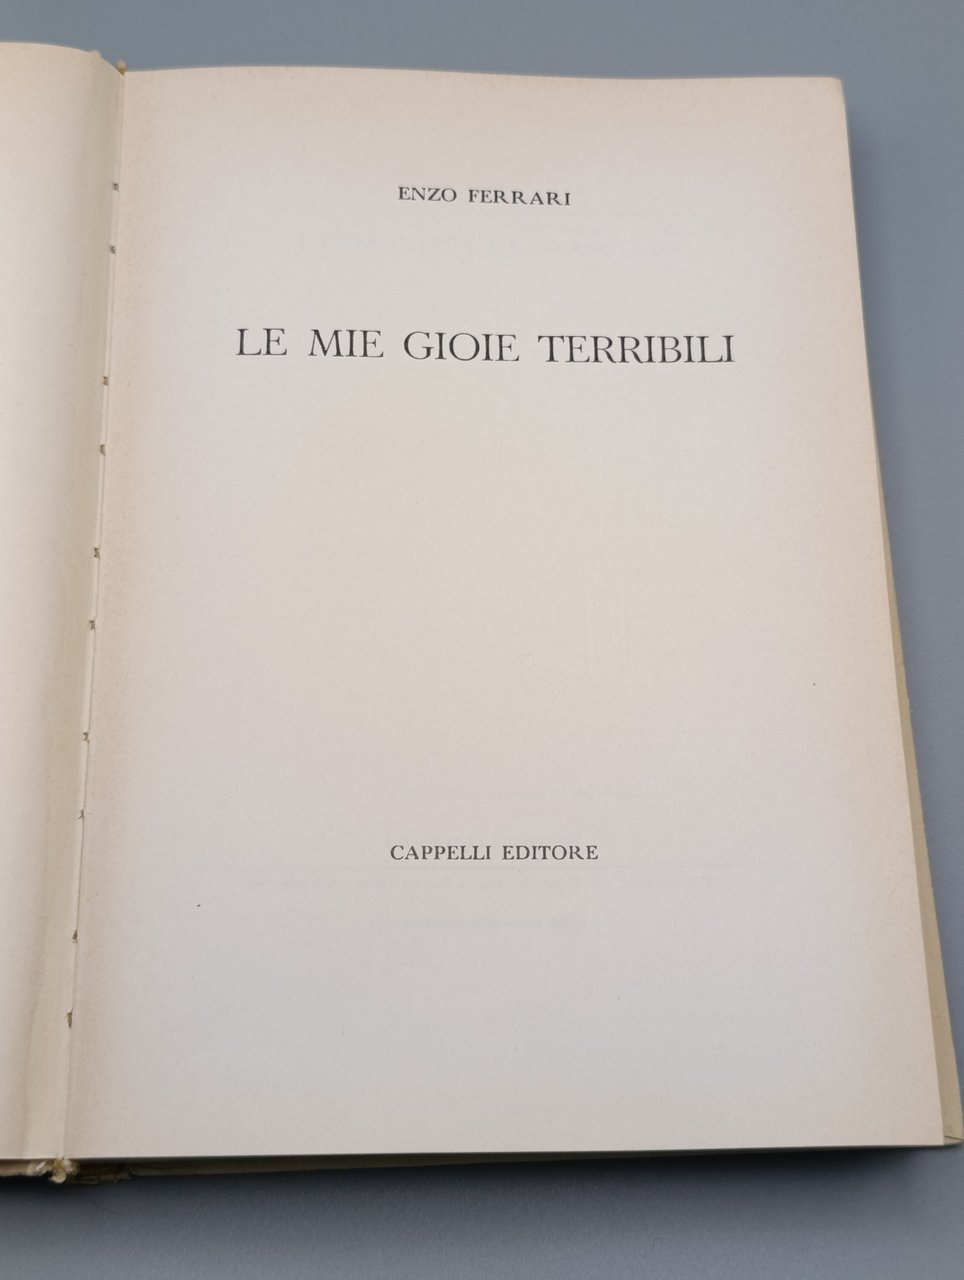 ENZO FERRARI
LE MIE GIOIE TERRIBILI
CAPPELLI EDITORE